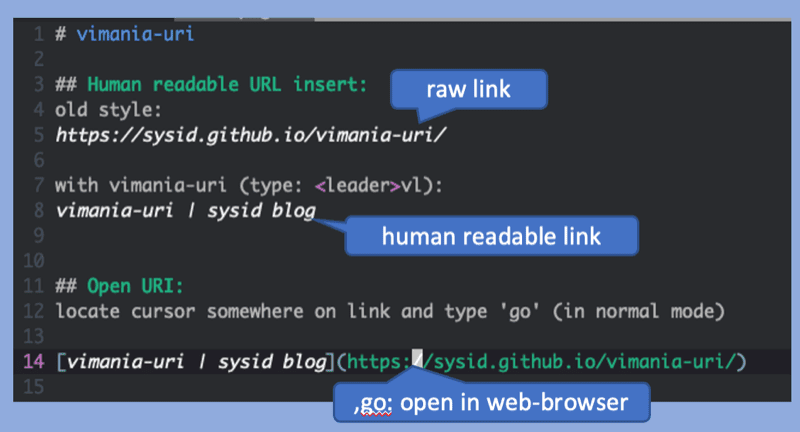 1 # vimania-uri
2
3 ## Human readable URL insert:
raw link
4 old style:
5 https://sysid.github.io/vimania-uri/
6
7 with vimania-uri (type: <leader>vl):
8 vimania-uri | sysid blog
9
human readable link
10
11 ## Open URI:
12 locate cursor somewhere on link and type 'go' (in normal mode)
13
14 [vimania-uri | sysid blog](https://sysid.github.io/vimania-uri/)
15
,go: open in web-browser